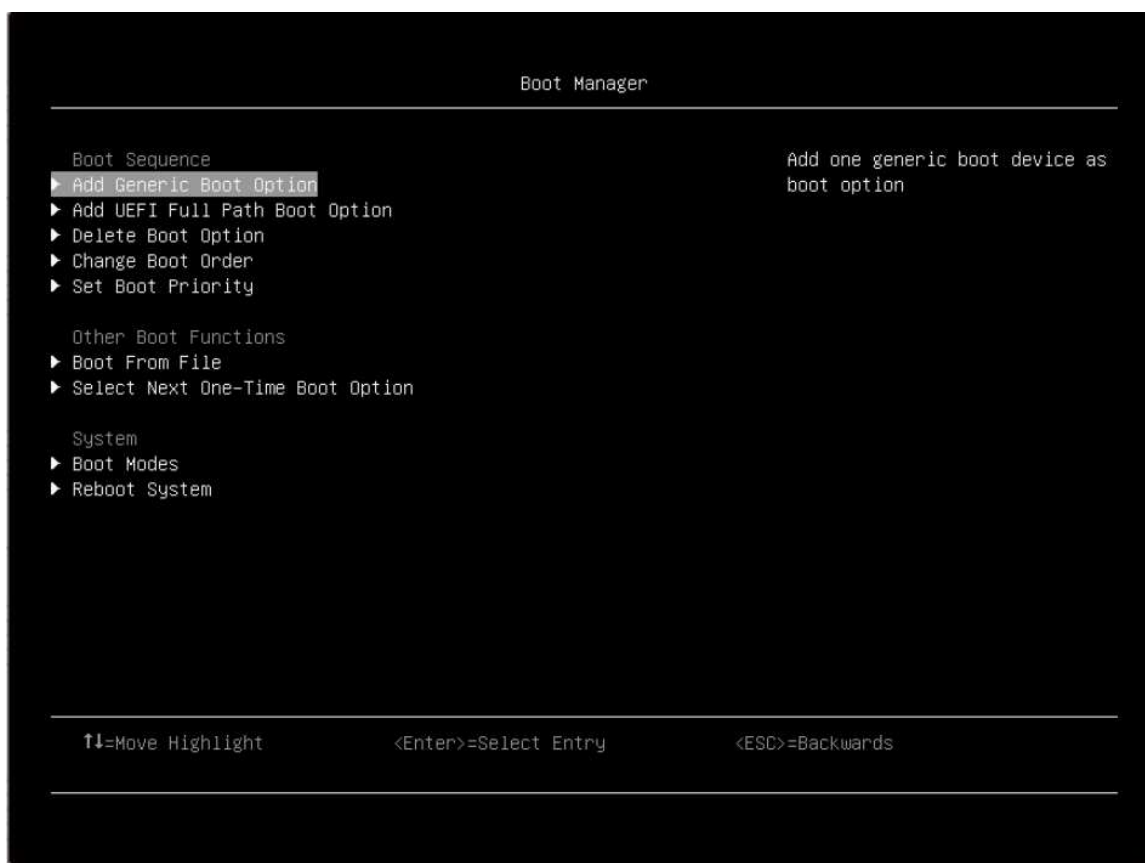 Boot Manager
Boot Sequence
▶ Add Generic Boot Option
▶ Add UEFI Full Path Boot Option
▶ Delete Boot Option
▶ Change Boot Order
▶ Set Boot Priority
Other Boot Functions
▶ Boot From File
▶ Select Next One-Time Boot Option
System
▶ Boot Modes
▶ Reboot System
Add one generic boot device as
boot option
↑↓=Move Highlight <Enter>=Select Entry <ESC>=Backwards